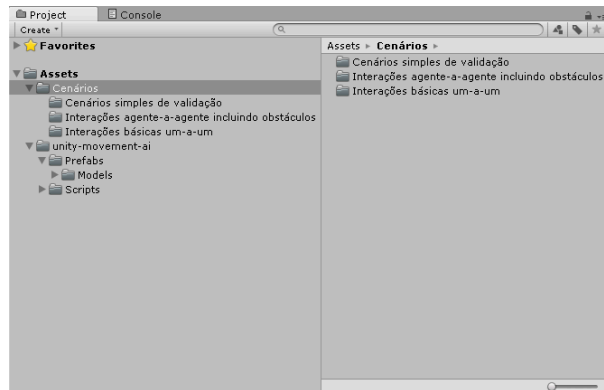 Project
Console
Create
Favorites
Assets
Cenários
Cenários simples de validação
Interações agente-a-agente incluindo obstáculos
Interações básicas um-a-um
unity-movement-ai
Prefabs
Models
Scripts
Assets Cenários
Cenários simples de validação
Interações agente-a-agente incluindo obstáculos
Interações básicas um-a-um